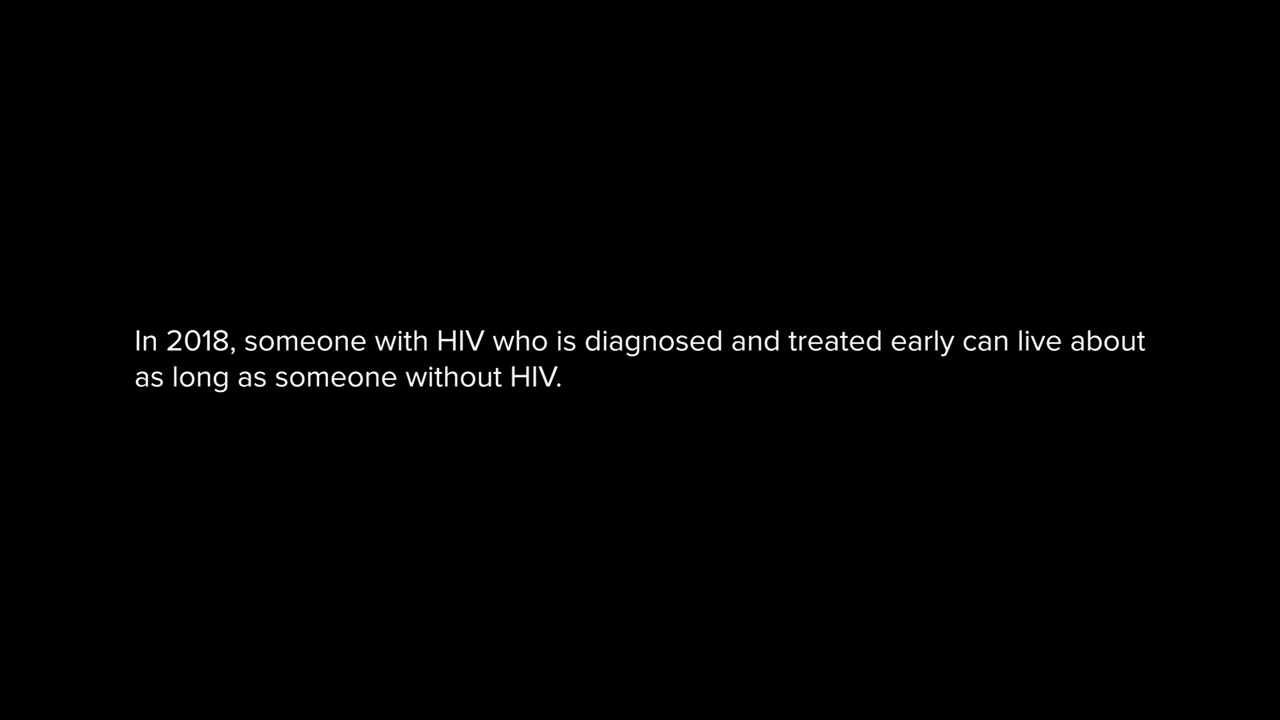 In 2018, someone with HIV who is diagnosed and treated early can live about
as long as someone without HIV.